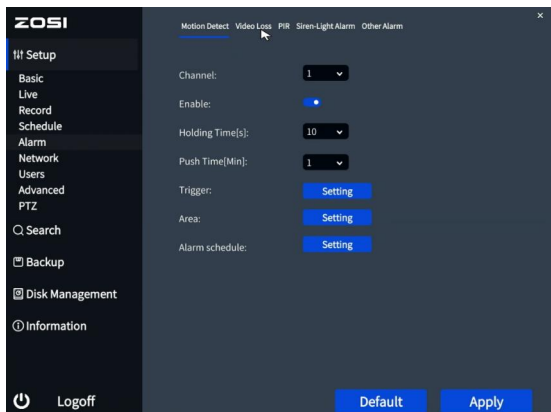 ZOSI
Setup
Basic
Live
Record
Schedule
Alarm
Network
Users
Advanced
PTZ
Search
Backup
Disk Management
Information
Logoff
Motion Detect Video Loss PIR Siren-Light Alarm Other Alarm
Channel: 1
Enable:
Holding Time[s]: 10
Push Time[Min]: 1
Trigger: Setting
Area: Setting
Alarm schedule: Setting
Default Apply